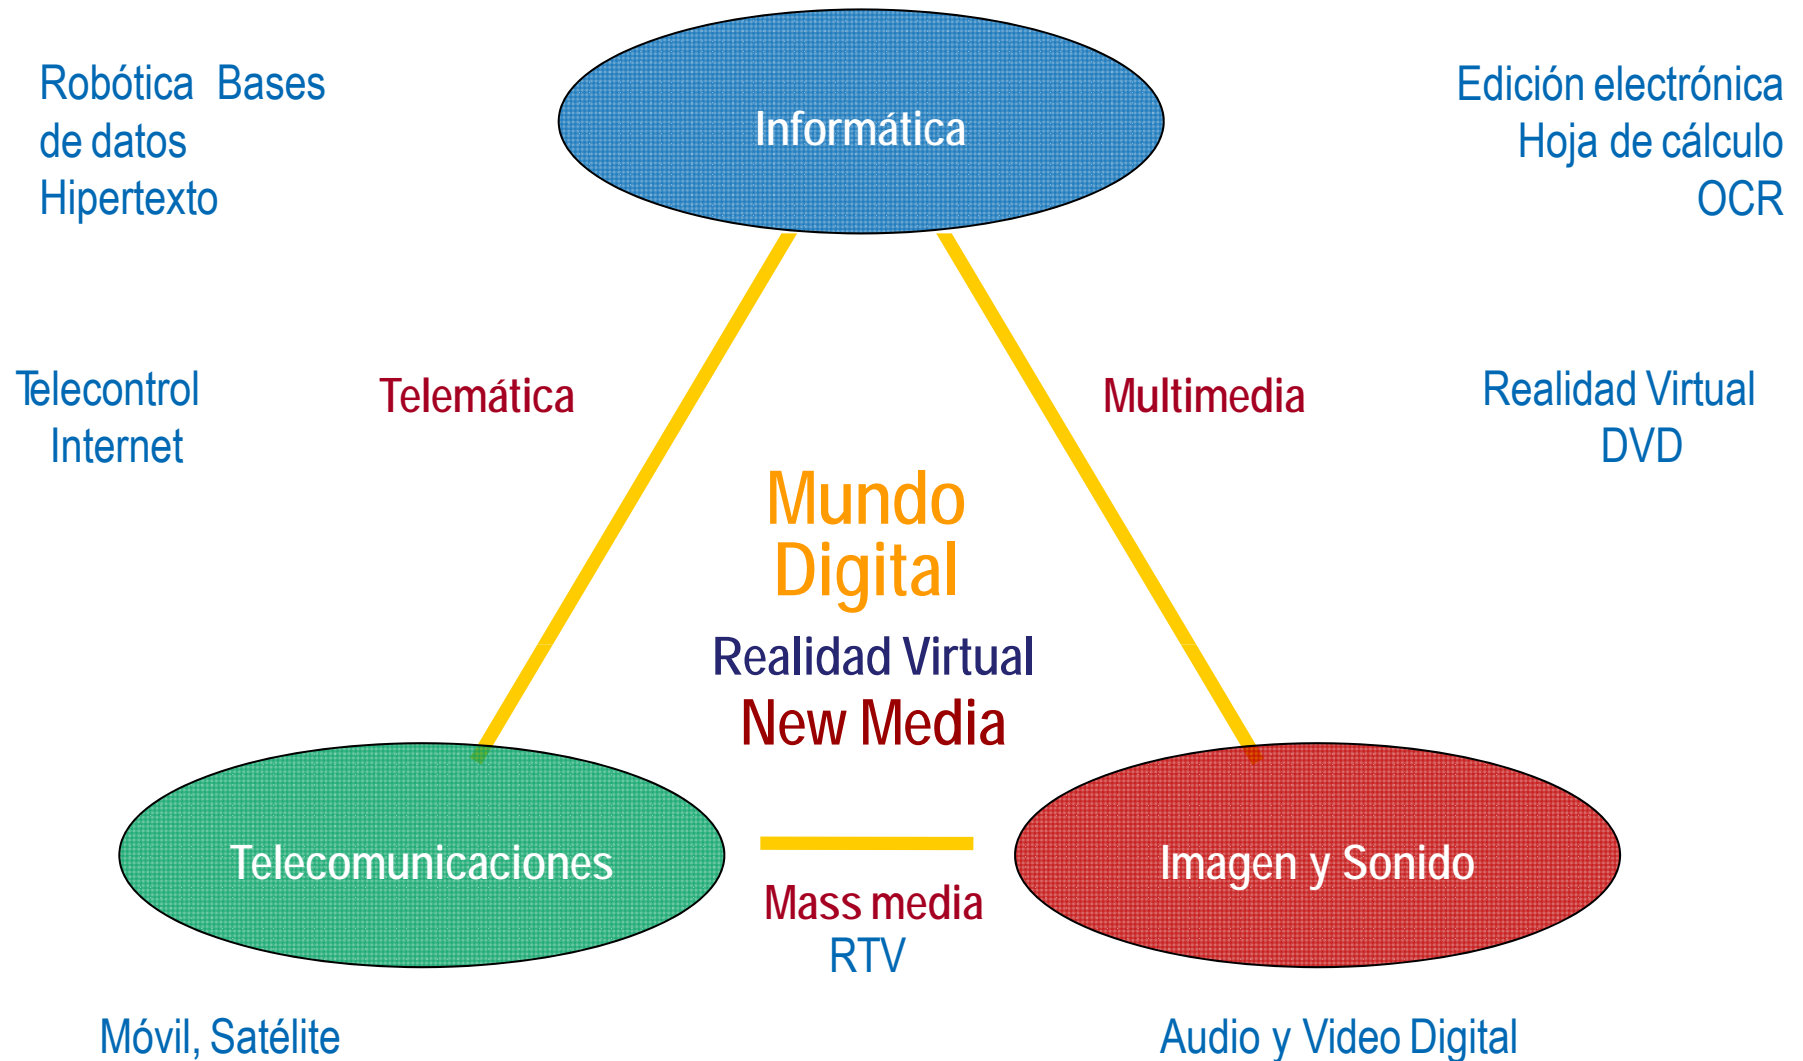 Robótica Bases
de datos
Hipertexto
Informática
Edición electrónica
Hoja de cálculo
OCR
Telecontrol
Internet
Telemática
Multimedia
Realidad Virtual
DVD
Mundo
Digital
Realidad Virtual
New Media
Telecomunicaciones
Imagen y Sonido
Mass media
RTV
Móvil, Satélite
Audio y Video Digital